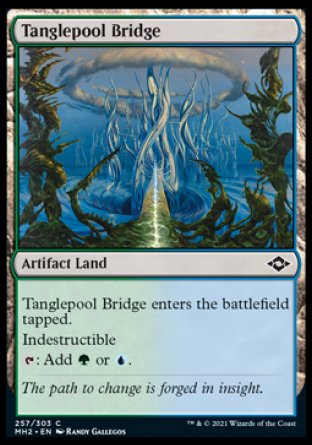 Tanglepool Bridge
Artifact Land
Tanglepool Bridge enters the battlefield
tapped.
Indestructible
: Add or .
The path to change is forged in insight.
257/303 C
MH2 • EN Randy Gallegos
™ & © 2021 Wizards of the Coast